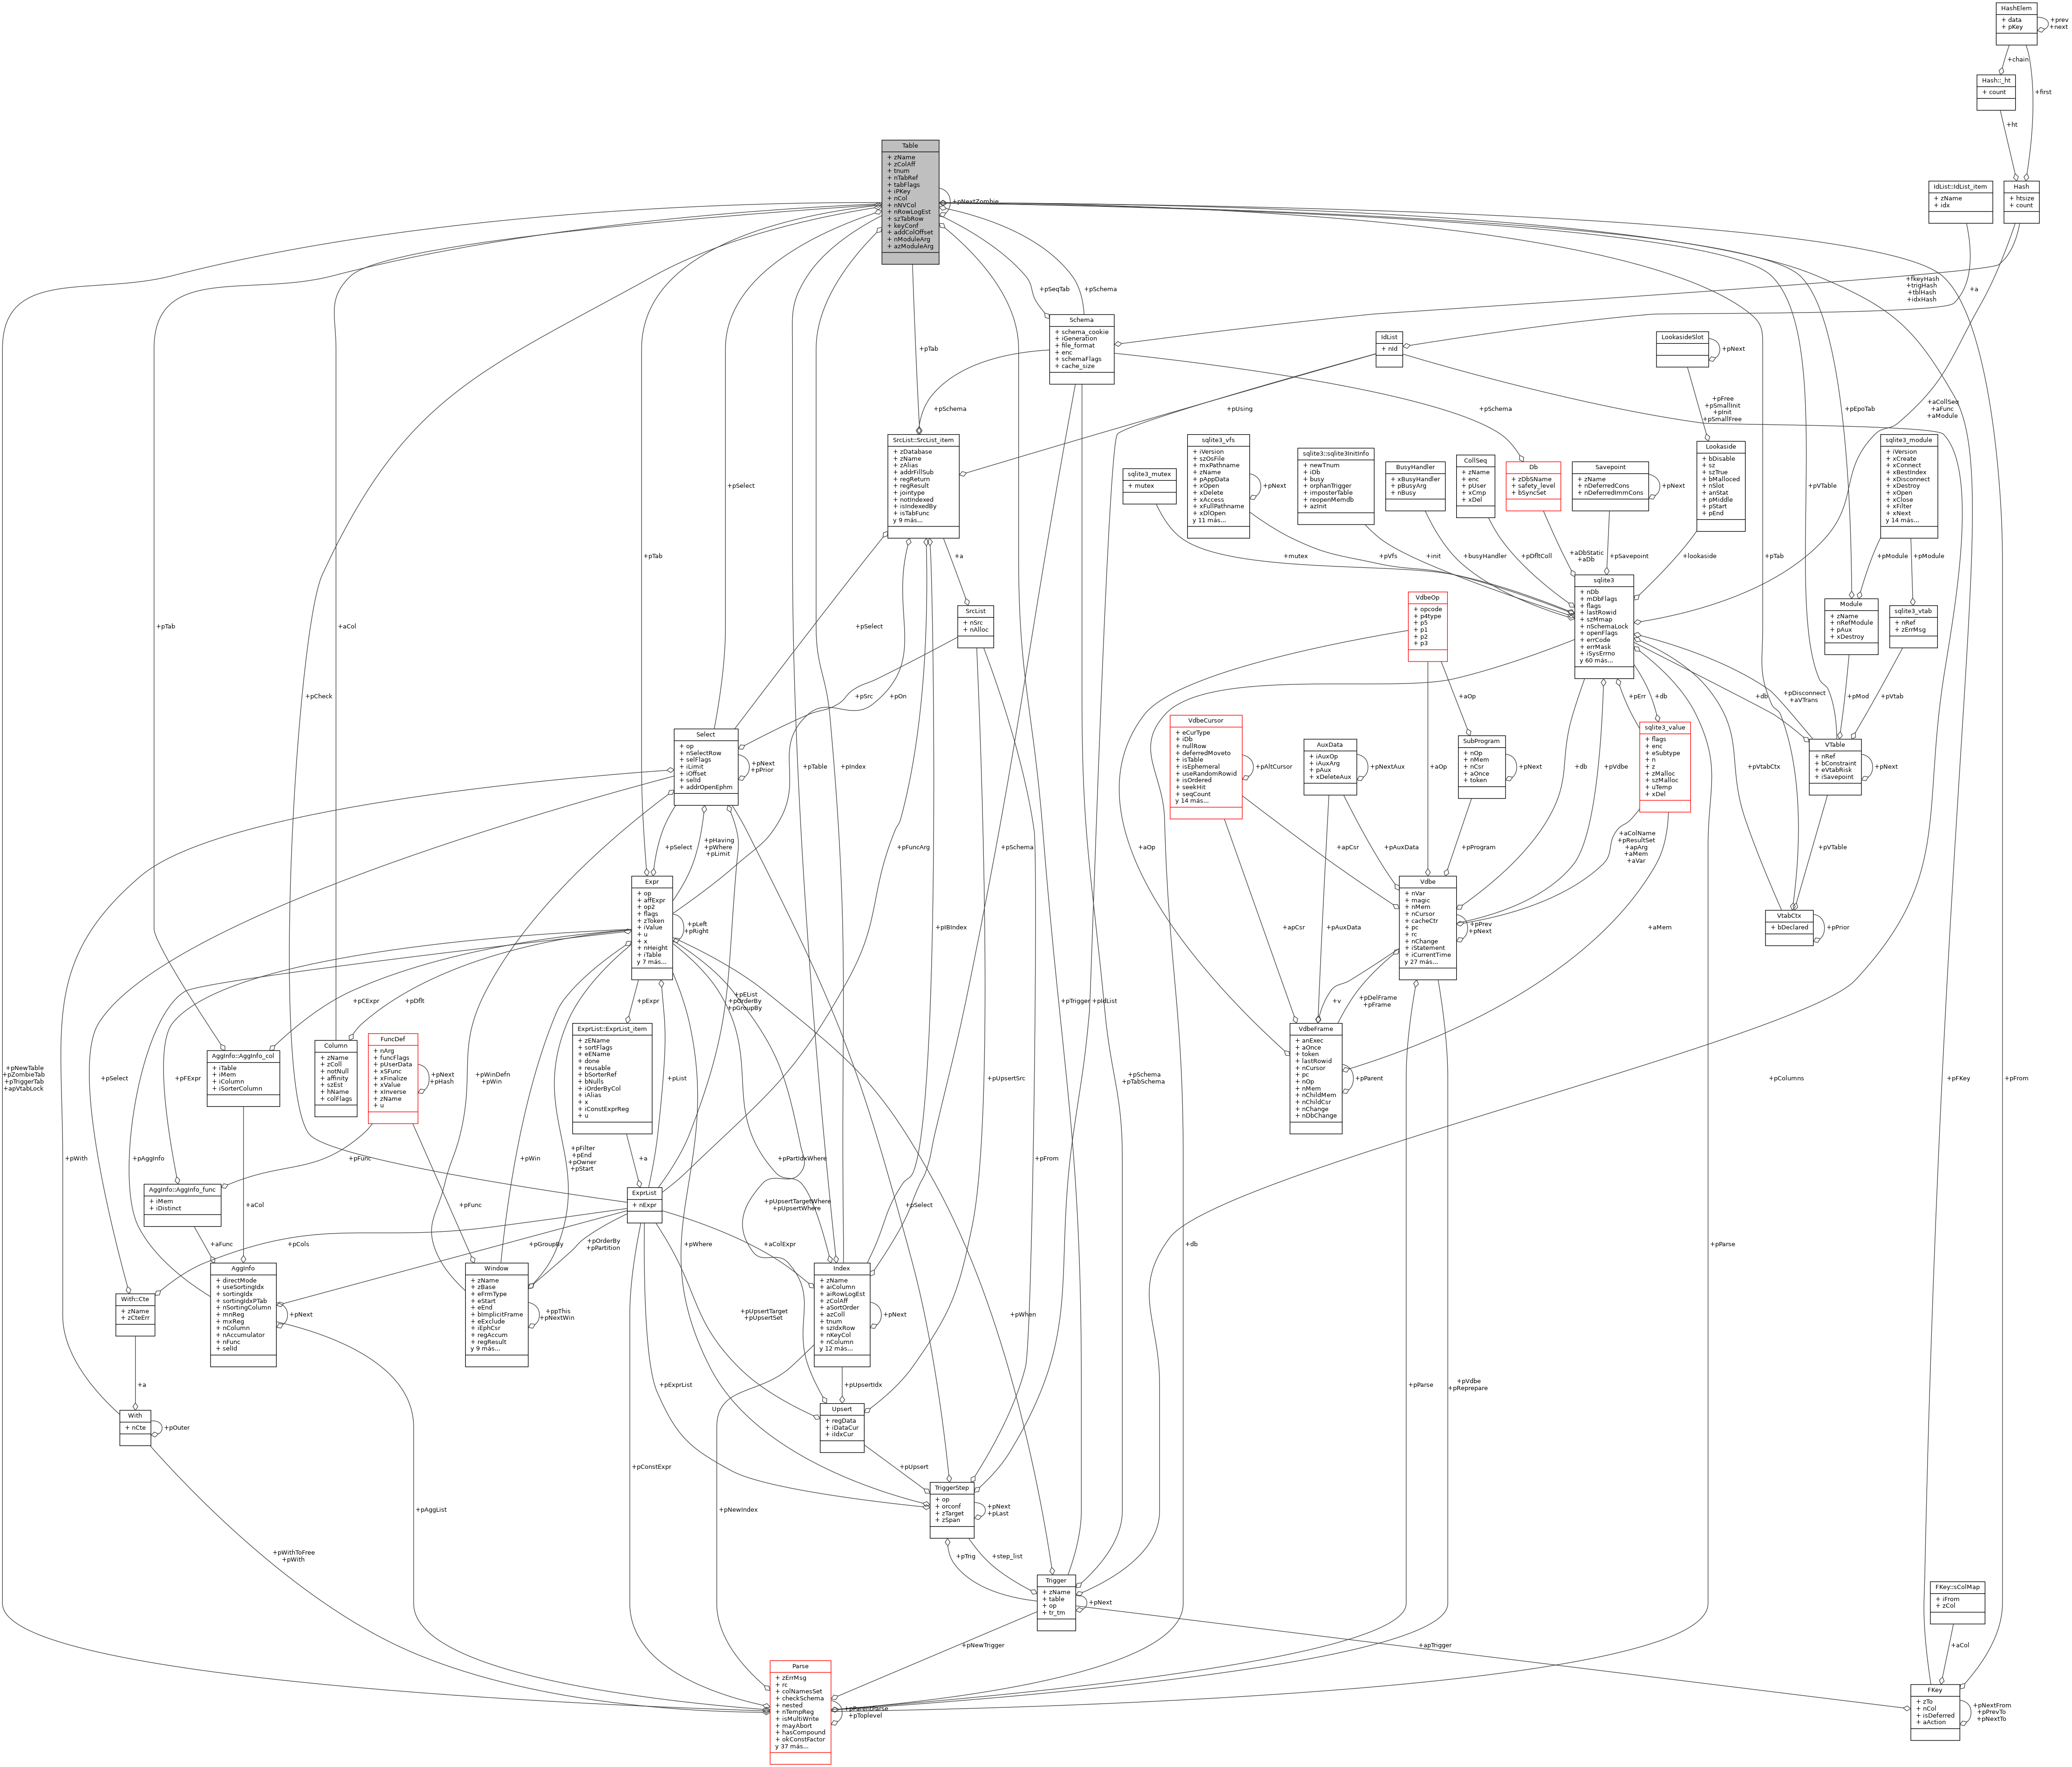 HashElem
+ data
+ pKey
+prev
+next
+chain
Hash::_ht
+ count
+first
+ht
Hash
+ htsize
+ count
IdList::IdList_item
+ zName
+ idx
Table
+ zName
+ zColAff
+ tnum
+ nTabRef
+ tabFlags
+ iPKey
+ nCol
+ nNVCol
+ nRowLogEst
+ szTabRow
+ keyConf
+ addColOffset
+ nModuleArg
+ azModuleArg
+pNextZombie
+pSeqTab
+pSchema
+fkeyHash
+trigHash
+tblHash
+idxHash
+a
Schema
+ schema_cookie
+ iGeneration
+ file_format
+ enc
+ schemaFlags
+ cache_size
IdList
+ nId
LookasideSlot
+pNext
+pTab
+pSchema
+pUsing
+pSchema
+pFree
+pSmallInit
+pInit
+pSmallFree
+aCollSeq
+aFunc
+aModule
+pEpoTab
SrcList::SrcList_item
+ zDatabase
+ zName
+ zAlias
+ addrFillSub
+ regReturn
+ regResult
+ jointype
+ notIndexed
+ isIndexedBy
+ isTabFunc
y 9 más...
sqlite3_mutex
+ mutex
sqlite3_vfs
+ iVersion
+ szOsFile
+ mxPathname
+ zName
+ pAppData
+ xOpen
+ xDelete
+ xAccess
+ xFullPathname
+ xDlOpen
y 11 más...
+pNext
sqlite3::sqlite3InitInfo
+ newTnum
+ iDb
+ busy
+ orphanTrigger
+ imposterTable
+ reopenMemdb
+ azInit
BusyHandler
+ xBusyHandler
+ pBusyArg
+ nBusy
CollSeq
+ zName
+ enc
+ pUser
+ xCmp
+ xDel
Db
+ zDbSName
+ safety_level
+ bSyncSet
Savepoint
+ zName
+ nDeferredCons
+ nDeferredImmCons
+pNext
Lookaside
+ bDisable
+ sz
+ szTrue
+ bMalloced
+ nSlot
+ anStat
+ pMiddle
+ pStart
+ pEnd
sqlite3_module
+ iVersion
+ xCreate
+ xConnect
+ xBestIndex
+ xDisconnect
+ xDestroy
+ xOpen
+ xClose
+ xFilter
+ xNext
y 14 más...
+pSelect
+pVTable
+pTab
+a
+mutex
+pVfs
+init
+busyHandler
+pDfltColl
+aDbStatic
+aDb
+pSavepoint
+lookaside
+pTab
+pModule
+pModule
sqlite3
+ nDb
+ mDbFlags
+ flags
+ lastRowid
+ szMmap
+ nSchemaLock
+ openFlags
+ errCode
+ errMask
+ iSysErrno
y 60 más...
Module
+ zName
+ nRefModule
+ pAux
+ xDestroy
sqlite3_vtab
+ nRef
+ zErrMsg
VdbeOp
+ opcode
+ p4type
+ p5
+ p1
+ p2
+ p3
SrcList
+ nSrc
+ nAlloc
+pTab
+aCol
+pSelect
+pCheck
+pSrc
+pOn
+aOp
+pErr
+db
+db
+pDisconnect
+aVTrans
+pMod
+pVtab
Select
+ op
+ nSelectRow
+ selFlags
+ iLimit
+ iOffset
+ selId
+ addrOpenEphm
+pNext
+pPrior
+pTable
+pIndex
VdbeCursor
+ eCurType
+ iDb
+ nullRow
+ deferredMoveto
+ isTable
+ isEphemeral
+ useRandomRowid
+ isOrdered
+ seekHit
+ seqCount
y 14 más...
+pAltCursor
AuxData
+ iAuxOp
+ iAuxArg
+ pAux
+ xDeleteAux
+pNextAux
+aOp
SubProgram
+ nOp
+ nMem
+ nCsr
+ aOnce
+ token
+pNext
+db
+pVdbe
sqlite3_value
+ flags
+ enc
+ eSubtype
+ n
+ z
+ zMalloc
+ szMalloc
+ uTemp
+ xDel
+pVtabCtx
VTable
+ nRef
+ bConstraint
+ eVtabRisk
+ iSavepoint
+pNext
+pSelect
+pHaving
+pWhere
+pLimit
+pFuncArg
+pSchema
+aOp
+apCsr
+pAuxData
+pProgram
+aColName
+pResultSet
+apArg
+aMem
+aVar
+pVTable
Expr
+ op
+ affExpr
+ op2
+ flags
+ zToken
+ iValue
+ u
+ x
+ nHeight
+ iTable
y 7 más...
+pLeft
+pRight
+pIBIndex
Vdbe
+ nVar
+ magic
+ nMem
+ nCursor
+ cacheCtr
+ pc
+ rc
+ nChange
+ iStatement
+ iCurrentTime
y 27 más...
+pPrev
+pNext
VtabCtx
+ bDeclared
+pPrior
+apCsr
+pAuxData
+aMem
+pCExpr
+pDflt
+pExpr
+pEList
+pOrderBy
+pGroupBy
+pTrigger
+pIdList
+v
+pDelFrame
+pFrame
AggInfo::AggInfo_col
+ iTable
+ iMem
+ iColumn
+ iSorterColumn
Column
+ zName
+ zColl
+ notNull
+ affinity
+ szEst
+ hName
+ colFlags
FuncDef
+ nArg
+ funcFlags
+ pUserData
+ xSFunc
+ xFinalize
+ xValue
+ xInverse
+ zName
+ u
+pNext
+pHash
ExprList::ExprList_item
+ zEName
+ sortFlags
+ eEName
+ done
+ reusable
+ bSorterRef
+ bNulls
+ iOrderByCol
+ iAlias
+ x
+ iConstExprReg
+ u
VdbeFrame
+ anExec
+ aOnce
+ token
+ lastRowid
+ nCursor
+ pc
+ nOp
+ nMem
+ nChildMem
+ nChildCsr
+ nChange
+ nDbChange
+pParent
+pNewTable
+pZombieTab
+pTriggerTab
+apVtabLock
+pSelect
+pFExpr
+pWinDefn
+pWin
+pList
+pUpsertSrc
+pSchema
+pTabSchema
+pColumns
+pFKey
+pFrom
+pWith
+pAggInfo
+pFunc
+pWin
+pFilter
+pEnd
+pOwner
+pStart
+a
+pPartIdxWhere
+pFrom
AggInfo::AggInfo_func
+ iMem
+ iDistinct
ExprList
+ nExpr
+aCol
+pFunc
+pUpsertTargetWhere
+pUpsertWhere
+pSelect
+aFunc
+pCols
+pGroupBy
+pOrderBy
+pPartition
+pWhere
+aColExpr
+db
+pParse
With::Cte
+ zName
+ zCteErr
AggInfo
+ directMode
+ useSortingIdx
+ sortingIdx
+ sortingIdxPTab
+ nSortingColumn
+ mnReg
+ mxReg
+ nColumn
+ nAccumulator
+ nFunc
+ selId
+pNext
Window
+ zName
+ zBase
+ eFrmType
+ eStart
+ eEnd
+ bImplicitFrame
+ eExclude
+ iEphCsr
+ regAccum
+ regResult
y 9 más...
+ppThis
+pNextWin
Index
+ zName
+ aiColumn
+ aiRowLogEst
+ zColAff
+ aSortOrder
+ azColl
+ tnum
+ szIdxRow
+ nKeyCol
+ nColumn
y 12 más...
+pNext
+pUpsertTarget
+pUpsertSet
+pWhen
+a
+pExprList
+pUpsertIdx
+pParse
+pVdbe
+pReprepare
With
+ nCte
+pOuter
Upsert
+ regData
+ iDataCur
+ iIdxCur
+pConstExpr
+pUpsert
TriggerStep
+ op
+ orconf
+ zTarget
+ zSpan
+pNext
+pLast
+pAggList
+pNewIndex
+pWithToFree
+pWith
+pTrig
+step_list
Trigger
+ zName
+ table
+ op
+ tr_tm
+pNext
FKey::sColMap
+ iFrom
+ zCol
+pNewTrigger
+apTrigger
+aCol
Parse
+ zErrMsg
+ rc
+ colNamesSet
+ checkSchema
+ nested
+ nTempReg
+ isMultiWrite
+ mayAbort
+ hasCompound
+ okConstFactor
y 37 más...
+pParentParse
+pToplevel
FKey
+ zTo
+ nCol
+ isDeferred
+ aAction
+pNextFrom
+pPrevTo
+pNextTo